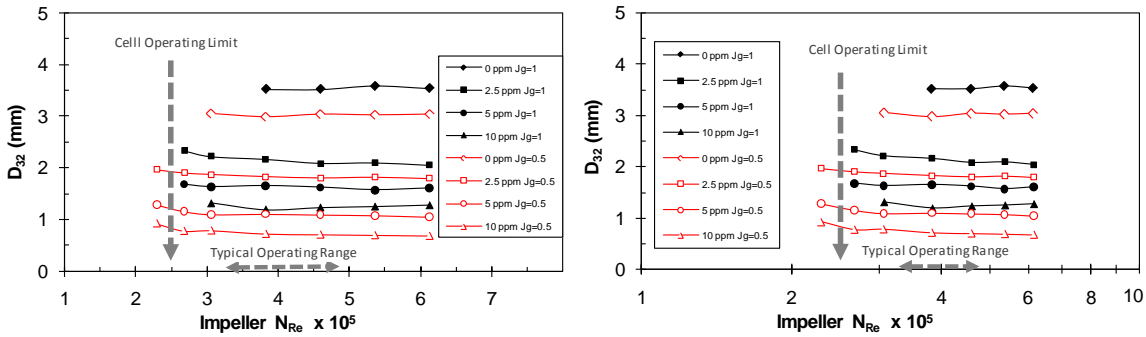 5
4
3
2
1
0
D32 (mm)
Celll Operating Limit
0 ppm Jg=1
2.5 ppm Jg=1
5 ppm Jg=1
10 ppm Jg=1
0 ppm Jg=0.5
2.5 ppm Jg=0.5
5 ppm Jg=0.5
10 ppm Jg=0.5
Typical Operating Range
1 2 3 4 5 6 7
Impeller NRe x 10⁵
5
4
3
2
1
0
D32 (mm)
Cell Operating Limit
0 ppm Jg=1
2.5 ppm Jg=1
5 ppm Jg=1
10 ppm Jg=1
0 ppm Jg=0.5
2.5 ppm Jg=0.5
5 ppm Jg=0.5
10 ppm Jg=0.5
Typical Operating Range
1 2 4 6 8 10
Impeller NRe x 10⁵